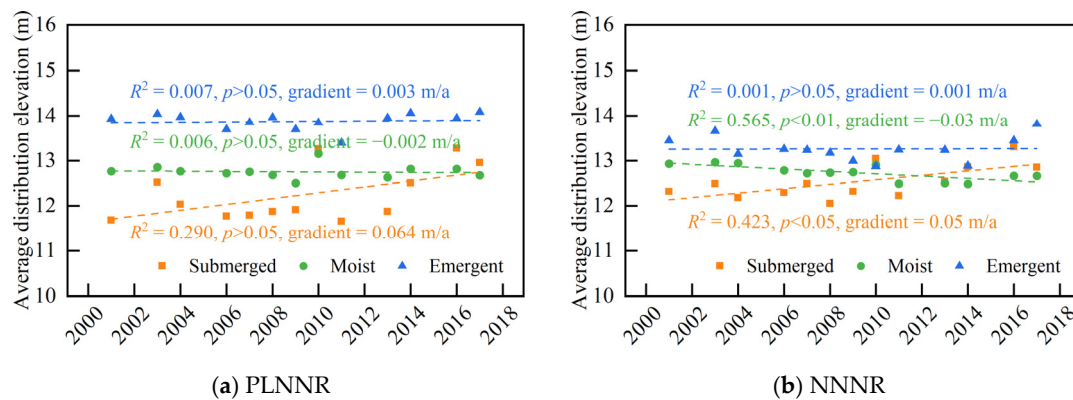 Average distribution elevation (m)
16
15
14
13
12
11
10
R² = 0.007, p>0.05, gradient = 0.003 m/a
R² = 0.006, p>0.05, gradient = −0.002 m/a
R² = 0.290, p>0.05, gradient = 0.064 m/a
Submerged Moist Emergent
2000 2002 2004 2006 2008 2010 2012 2014 2016 2018
(a) PLNNR
Average distribution elevation (m)
16
15
14
13
12
11
10
R² = 0.001, p>0.05, gradient = 0.001 m/a
R² = 0.565, p<0.01, gradient = −0.03 m/a
R² = 0.423, p<0.05, gradient = 0.05 m/a
Submerged Moist Emergent
2000 2002 2004 2006 2008 2010 2012 2014 2016 2018
(b) NNNR